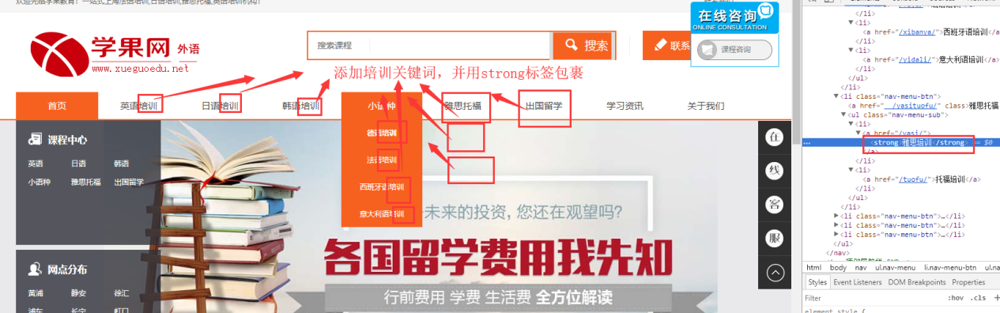 欢迎光临学果教育！一站式上海法语培训,日语培训,雅思托福,英语培训机构！
学果网 外语
www.xueguoedu.net
搜索课程
搜索
联系
在线咨询
ONLINE CONSULTATION
课程咨询
添加培训关键词，并用strong标签包裹
首页 英语培训 日语培训 韩语培训 小语种 雅思托福 出国留学 学习资讯 关于我们
德语培训
法语培训
西班牙语培训
意大利语培训
课程中心
英语 日语 韩语
小语种 雅思托福 出国留学
网点分布
黄浦 静安 徐汇
浦东 长宁 虹口
未来的投资, 您还在观望吗?
各国留学费用我先知
行前费用 学费 生活费 全方位解读
在
线
客
服
</li>
▼<li>
<a href="/xibanya/">西班牙语培训</a>
</li>
▼<li>
<a href="/yidali/">意大利语培训</a>
</li>
</ul>
</li>
▼<li class="nav-menu-btn">
<a href="/yasituofu/" class>雅思托福
▼<ul class="nav-menu-sub">
▼<li>
▼<a href="/yasi/">
... <strong>雅思培训</strong> == $0
</a>
</li>
▼<li>
<a href="/tuofu/">托福培训</a>
</li>
</ul>
</li>
▶<li class="nav-menu-btn">…</li>
▶<li class="nav-menu-btn">…</li>
▶<li class="nav-menu-btn">…</li>
</ul>
</nav>
html body nav ul.nav-menu li.nav-menu-btn ul.na
Styles Event Listeners DOM Breakpoints Properties
Filter :hov .cls +
element.style {